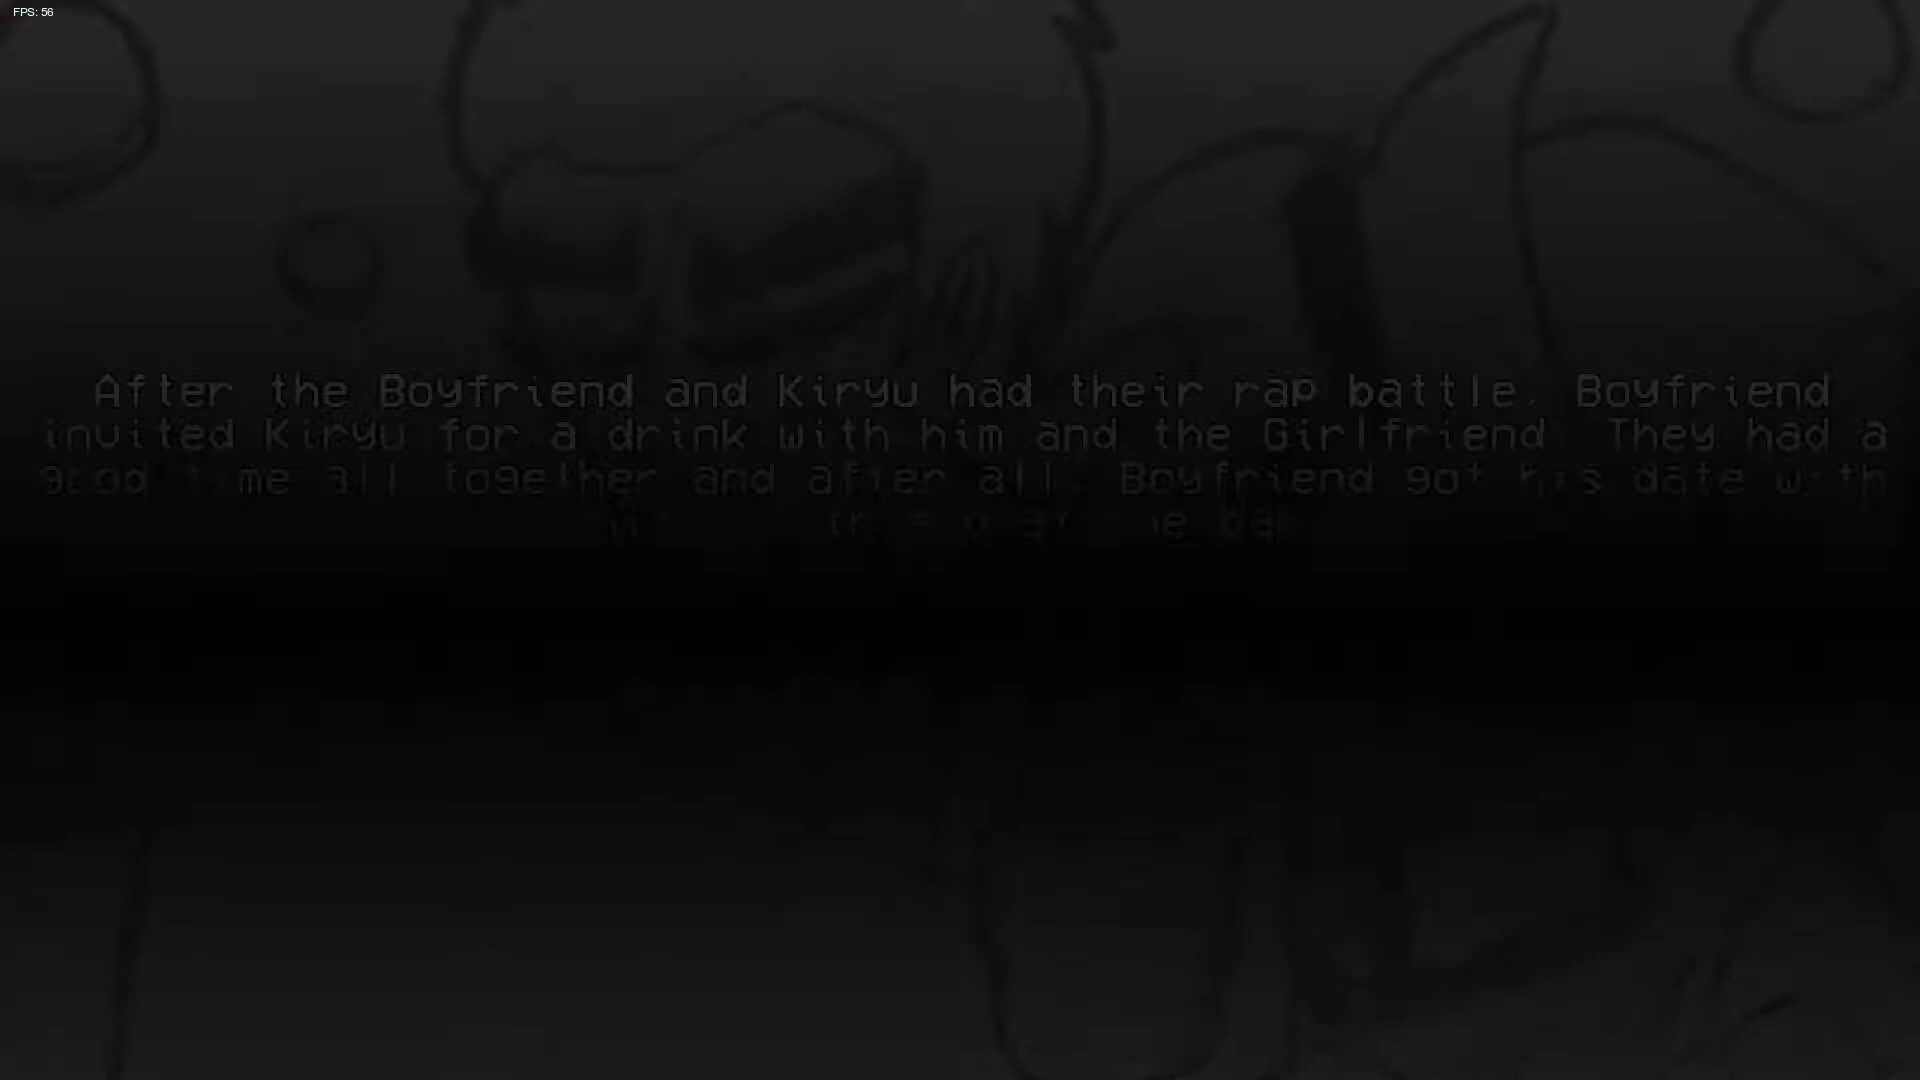 FPS: 56
After the Boyfriend and Kiryu had their rap battle. Boyfriend
invited Kiryu for a drink with him and the Girlfriend. They had a
good time all together and after all. Boyfriend got his date with
bar